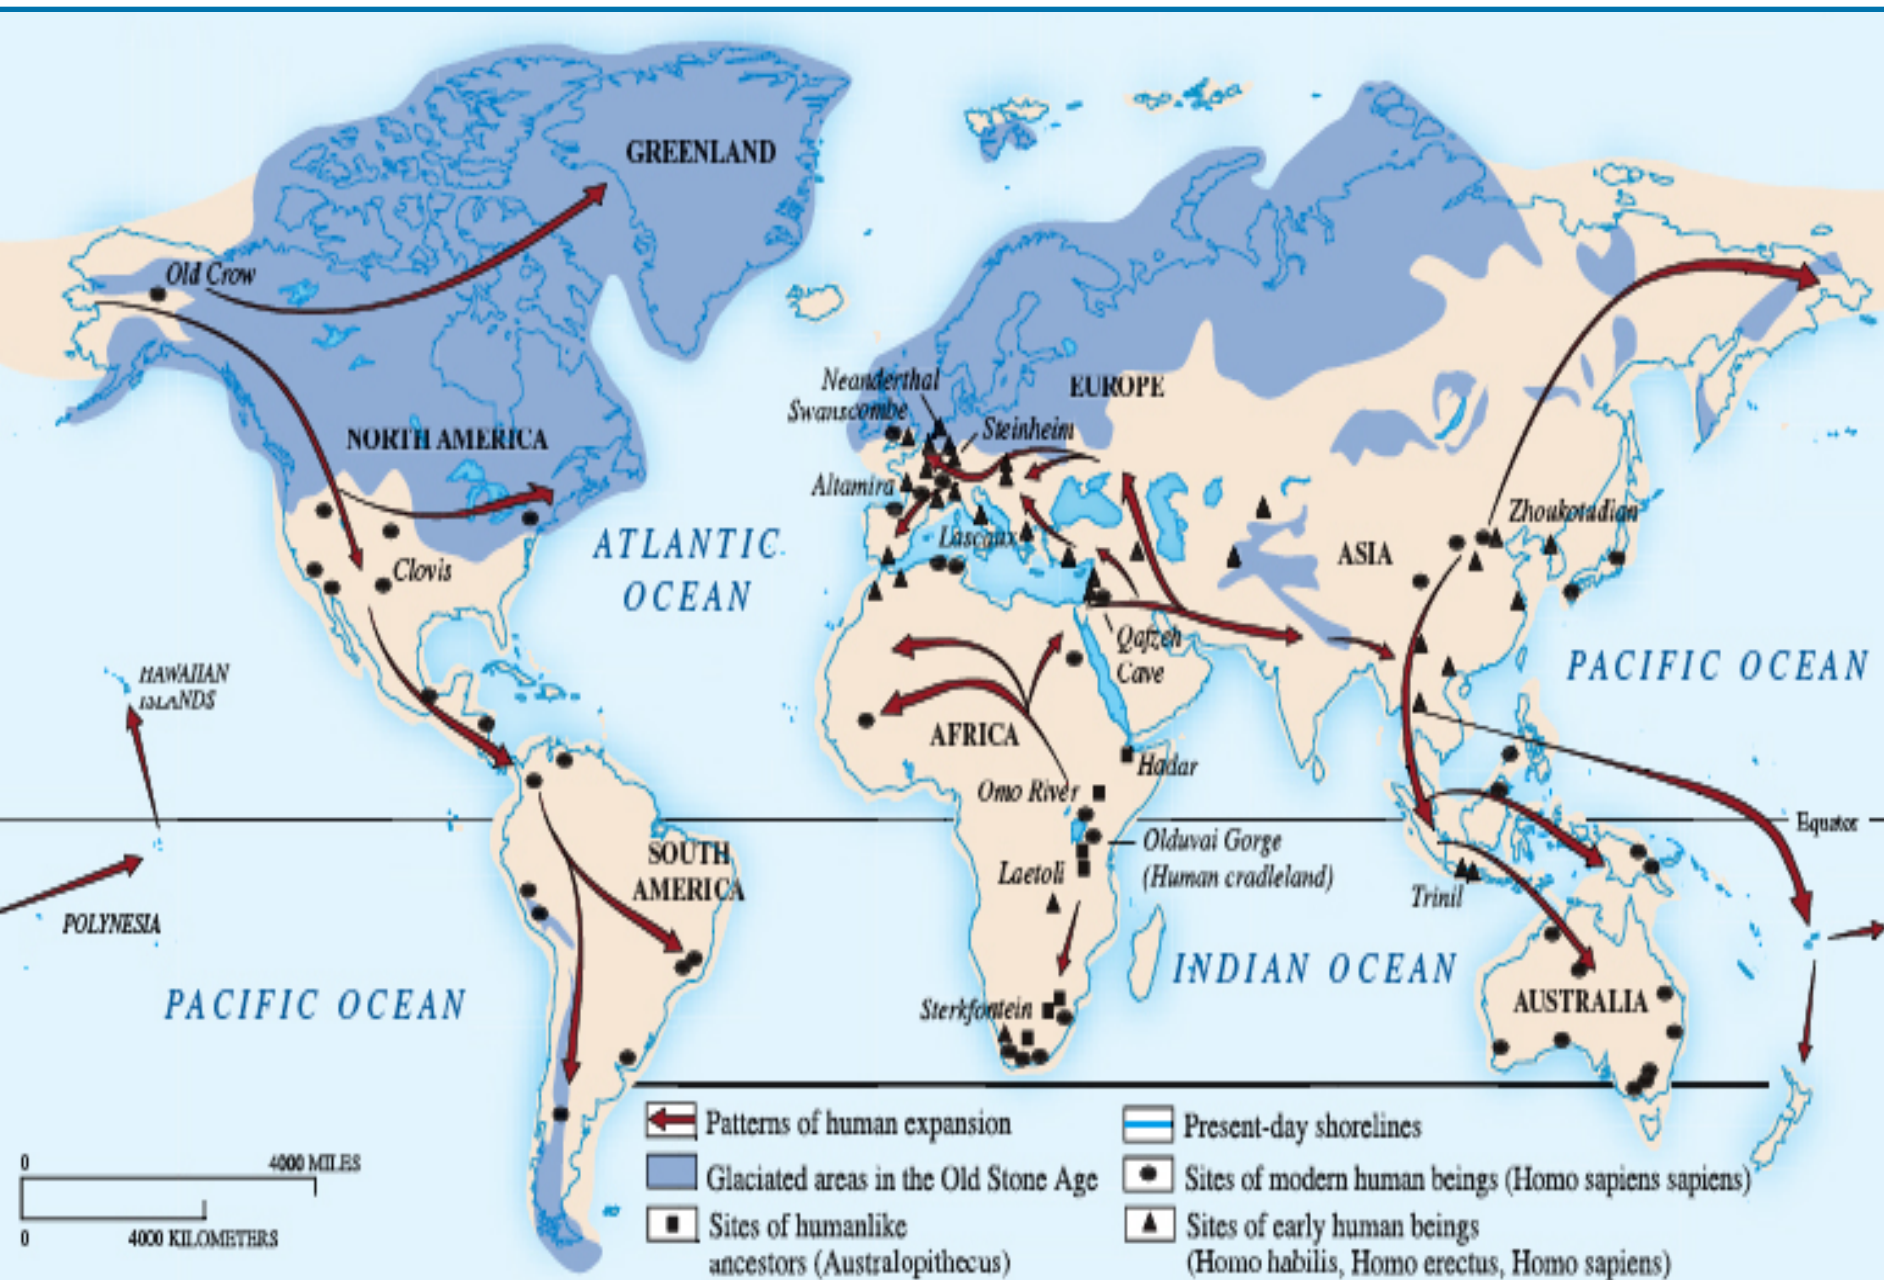 GREENLAND
Old Crow
NORTH AMERICA
Clovis
ATLANTIC
OCEAN
HAWAIIAN
ISLANDS
POLYNESIA
PACIFIC OCEAN
SOUTH
AMERICA
Neanderthal
Swanscombe
Steinheim
EUROPE
Altamira
Lascaux
ASIA
Zhoukoudian
Qafzeh
Cave
PACIFIC OCEAN
AFRICA
Hadar
Omo River
Equator
Olduvai Gorge
(Human cradleland)
Laetoli
Trinil
INDIAN OCEAN
Sterkfontein
AUSTRALIA
0 4000 MILES
0 4000 KILOMETERS
Patterns of human expansion
Glaciated areas in the Old Stone Age
Sites of humanlike
ancestors (Australopithecus)
Present-day shorelines
Sites of modern human beings (Homo sapiens sapiens)
Sites of early human beings
(Homo habilis, Homo erectus, Homo sapiens)